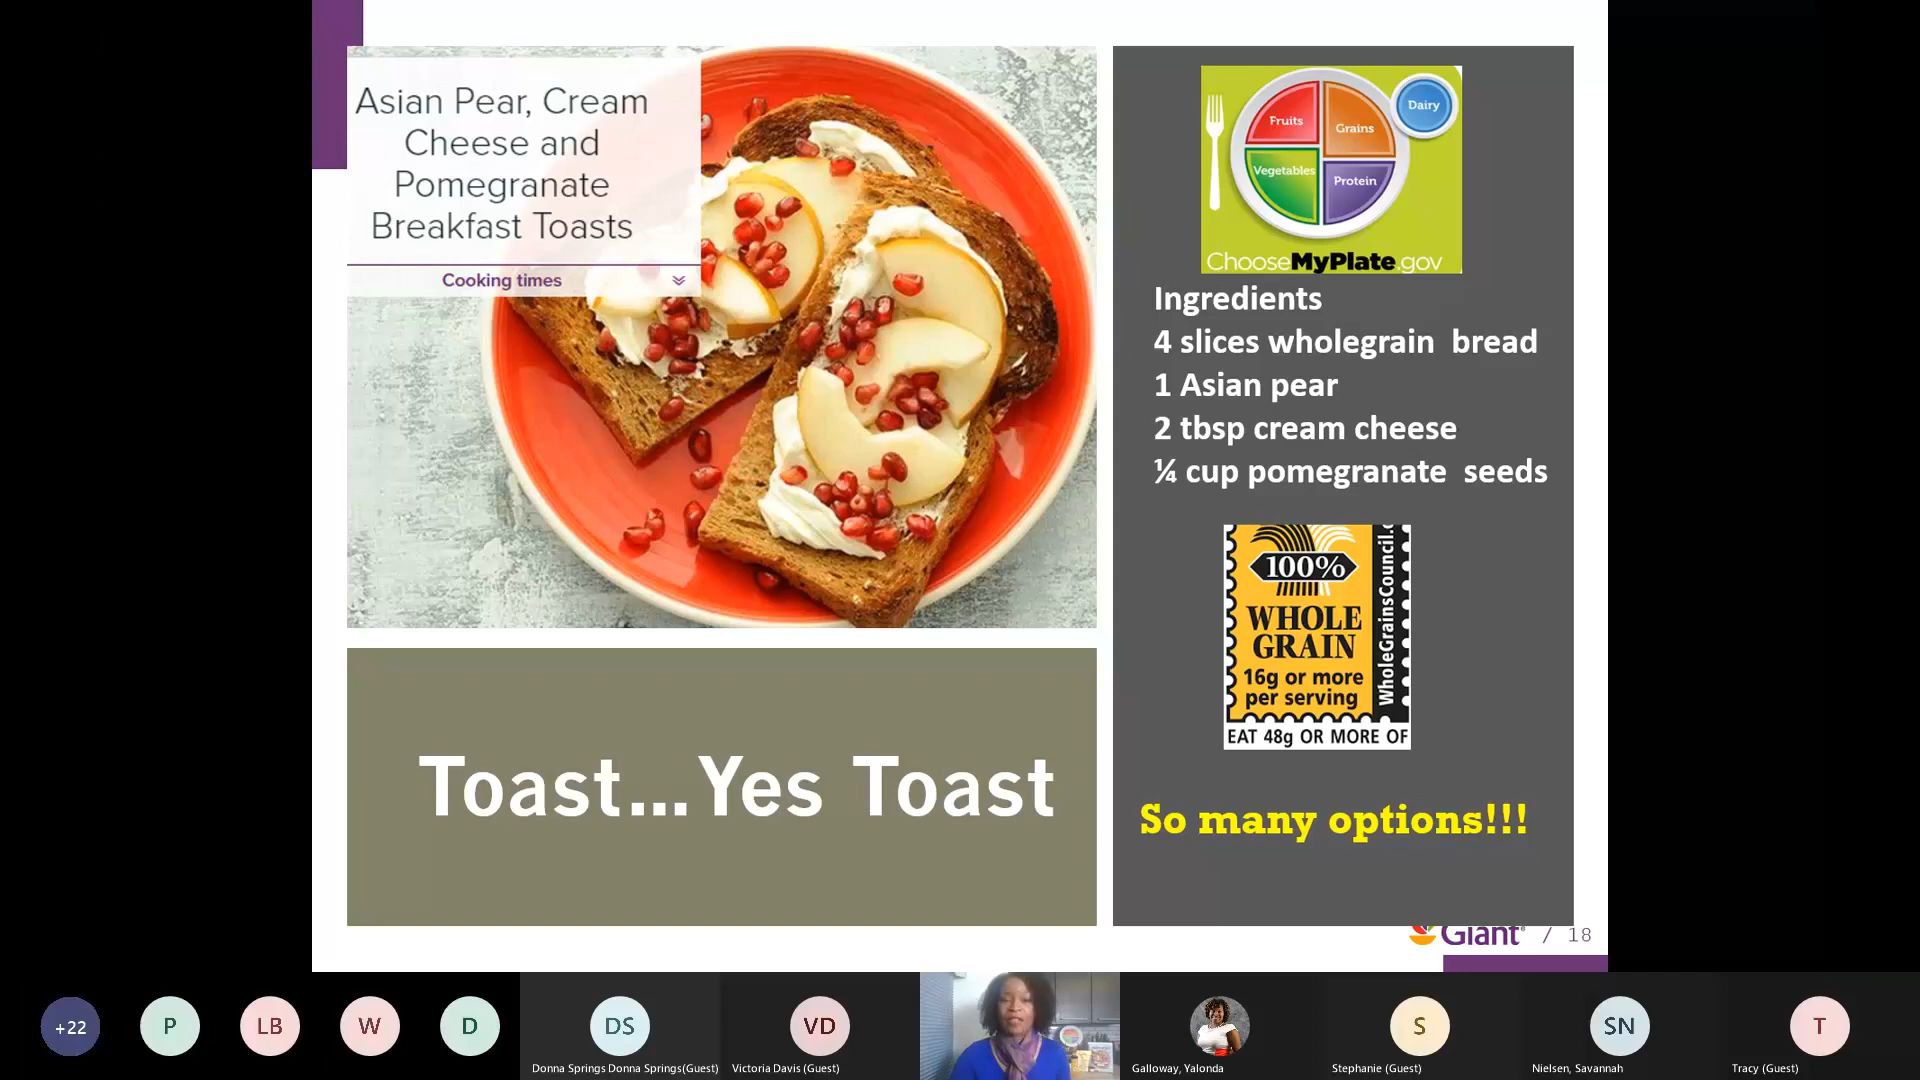 Asian Pear, Cream
Cheese and
Pomegranate
Breakfast Toasts
Cooking times
Fruits
Grains
Dairy
Vegetables
Protein
ChooseMyPlate.gov
Ingredients
4 slices wholegrain bread
1 Asian pear
2 tbsp cream cheese
¼ cup pomegranate seeds
100%
WHOLE
GRAIN
16g or more
per serving
WholeGrainsCouncil.
EAT 48g OR MORE OF
Toast...Yes Toast
So many options!!!
Giant / 18
+22
P
LB
W
D
DS
VD
S
SN
T
Donna Springs Donna Springs(Guest)
Victoria Davis (Guest)
Galloway, Yalonda
Stephanie (Guest)
Nielsen, Savannah
Tracy (Guest)